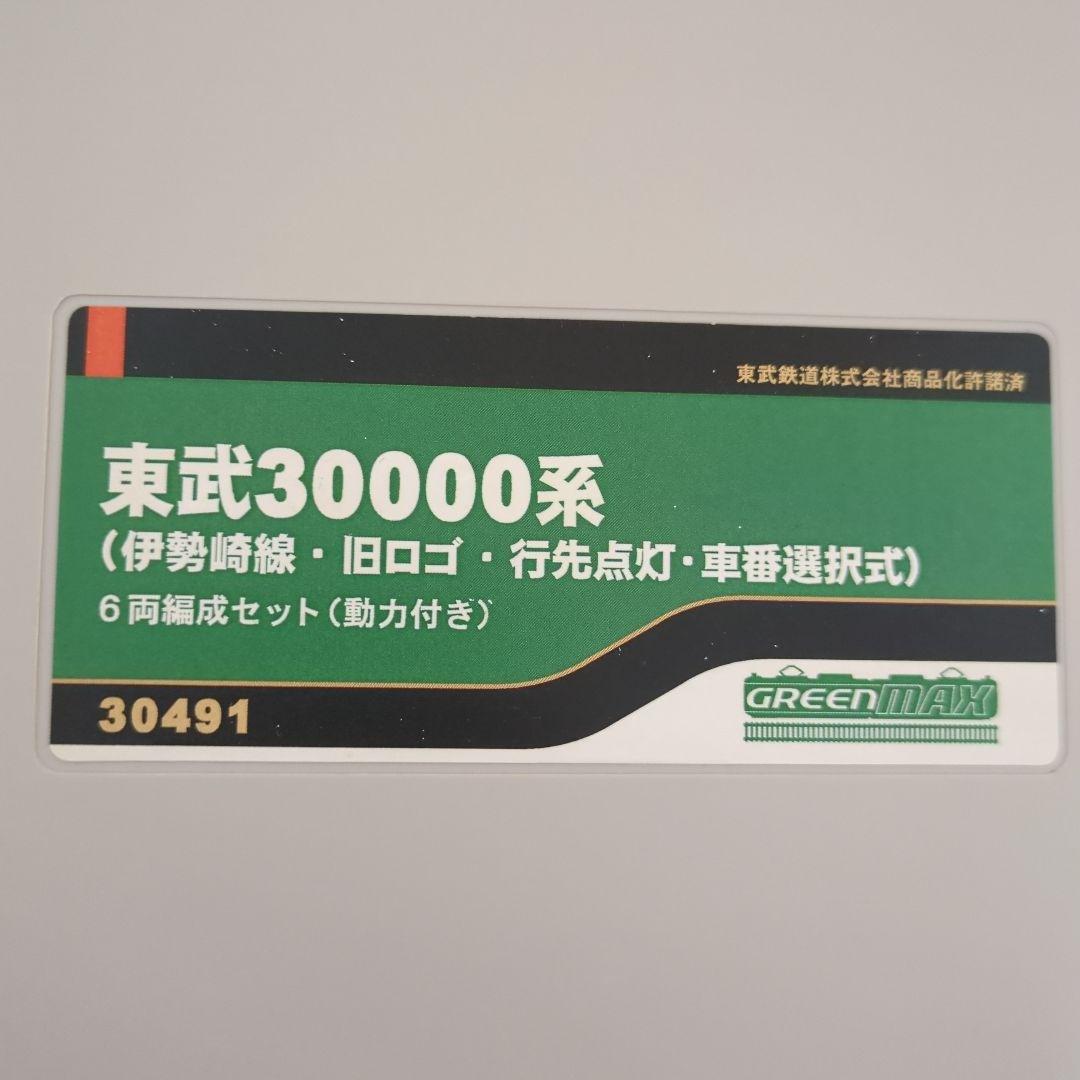 東武鉄道株式会社商品化許諾済
東武30000系
(伊勢崎線・旧ロゴ・行先点灯・車番選択式)
6両編成セット(動力付き)
30491
GREENMAX